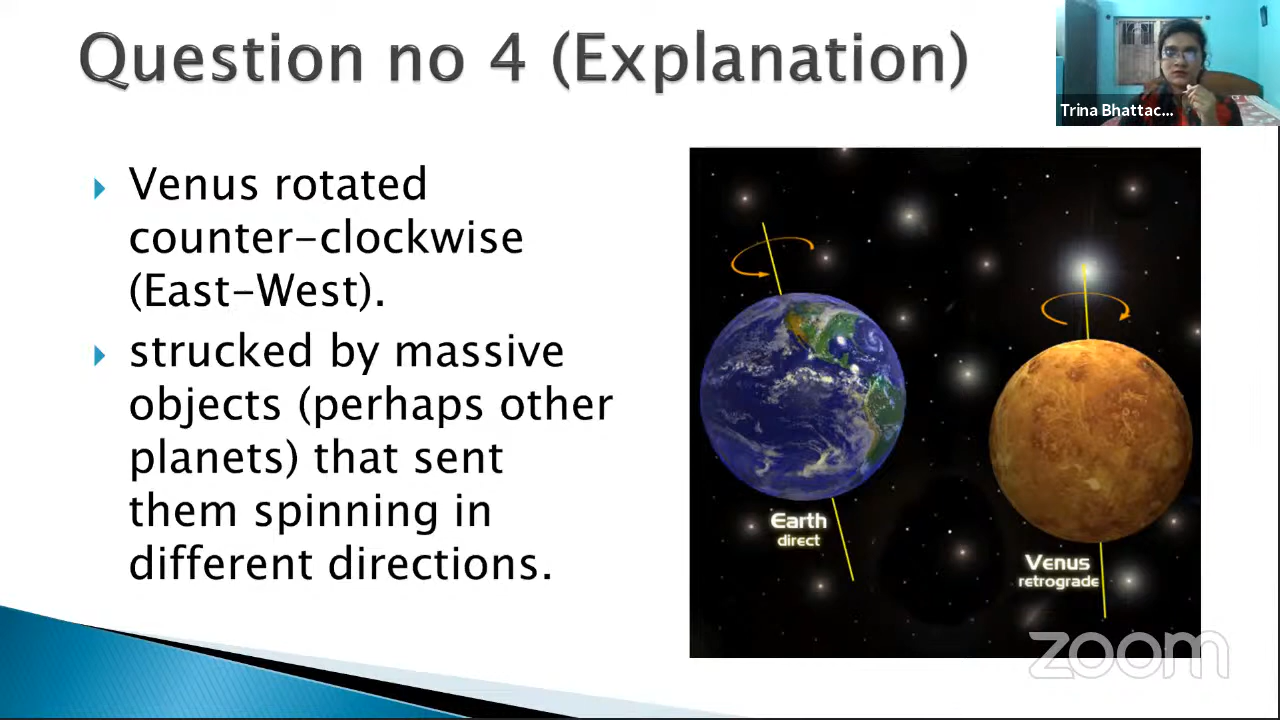 Question no 4 (Explanation)
Trina Bhattac...
Venus rotated
counter-clockwise
(East-West).
strucked by massive
objects (perhaps other
planets) that sent
them spinning in
different directions.
Earth
direct
Venus
retrograde
zoom